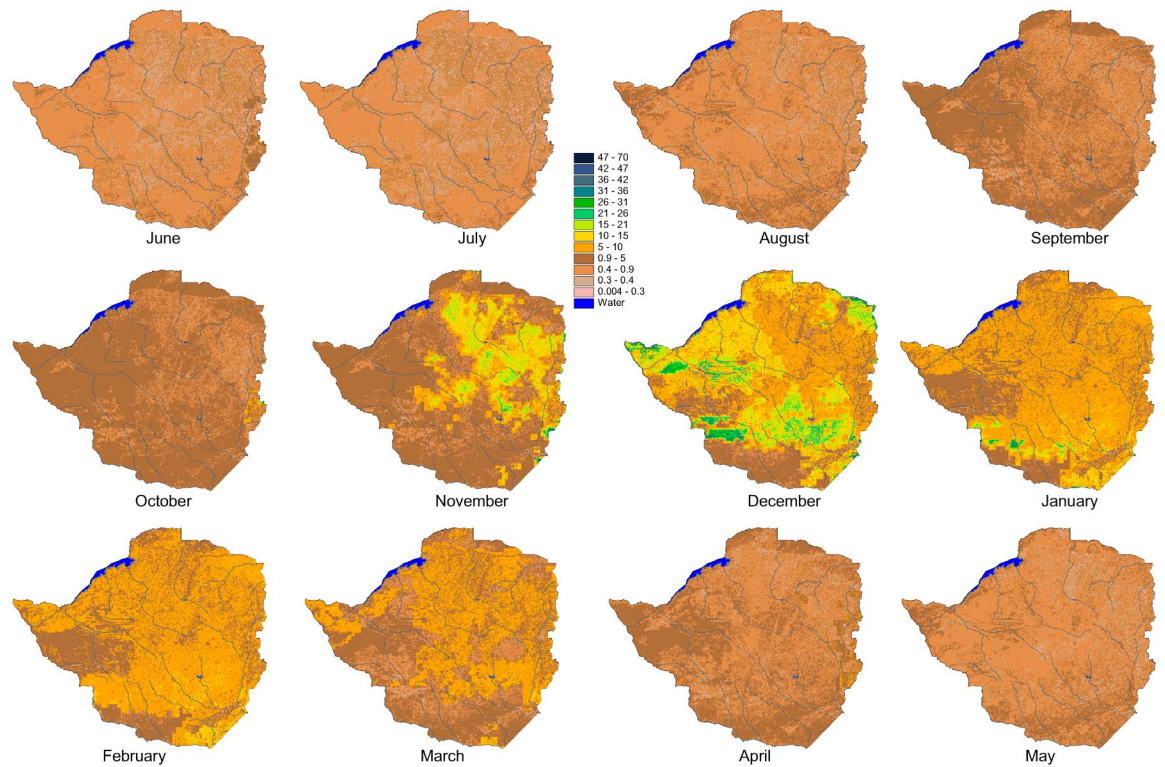 June
July
August
September
47 - 70
42 - 47
36 - 42
31 - 36
26 - 31
21 - 26
15 - 21
10 - 15
5 - 10
0.9 - 5
0.4 - 0.9
0.3 - 0.4
0.004 - 0.3
Water
October
November
December
January
February
March
April
May